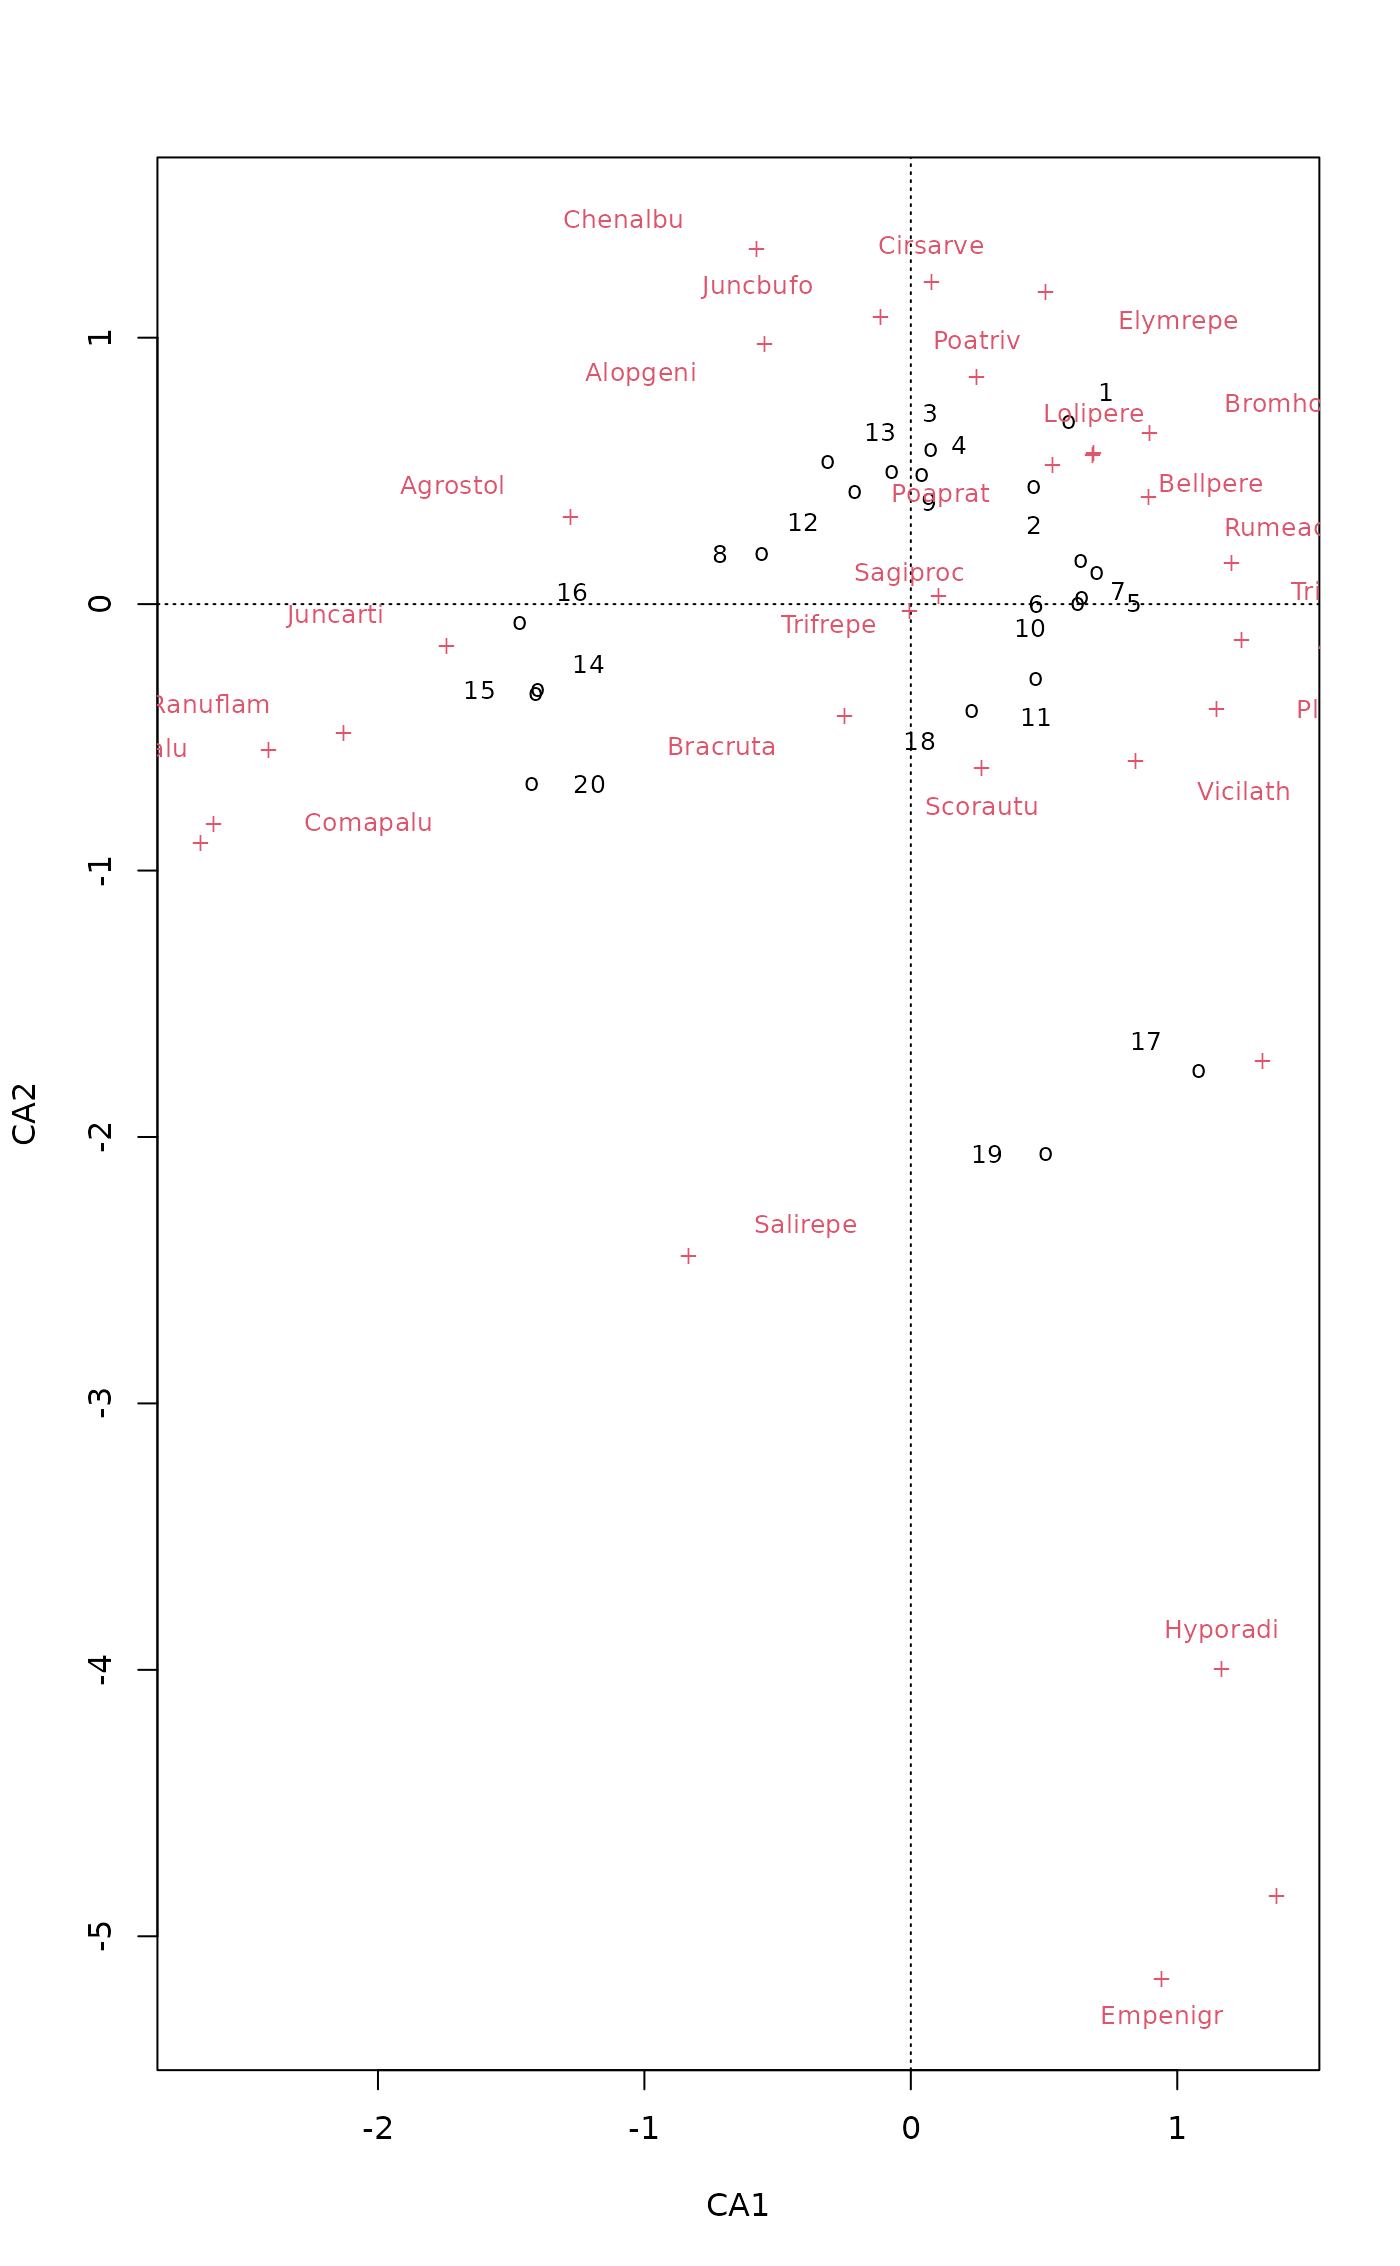 Chenalbu
Cirsarve
Juncbufo
Elymrepe
Poatriv
Alopgeni
1
Bromho
3
Lolipere
13
4
Agrostol
Bellpere
Poaprat
9
12
2
Rumeac
8
Sagiproc
16
7
Tri
5
6
Juncarti
Trifrepe
10
14
15
Ranuflam
Pl
11
18
alu
Bracruta
20
Vicilath
Scorautu
Comapalu
17
19
Salirepe
Hyporadi
Empenigr
1
0
-1
-2
-3
-4
-5
CA2
-2 -1 0 1
CA1